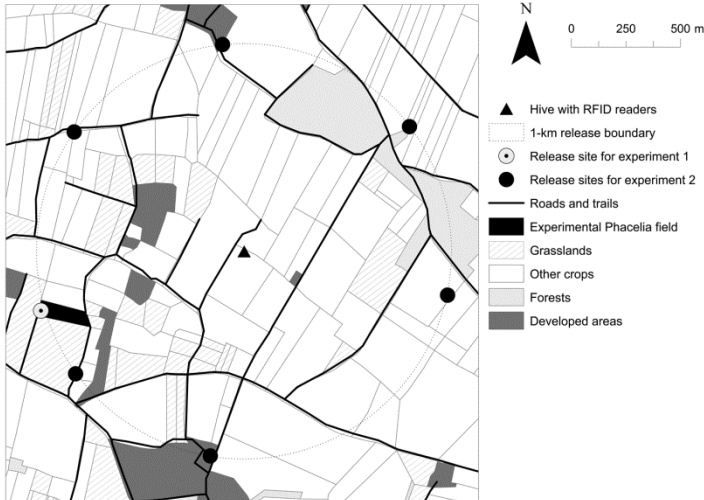 N
0 250 500 m
Hive with RFID readers
1-km release boundary
Release site for experiment 1
Release sites for experiment 2
Roads and trails
Experimental Phacelia field
Grasslands
Other crops
Forests
Developed areas